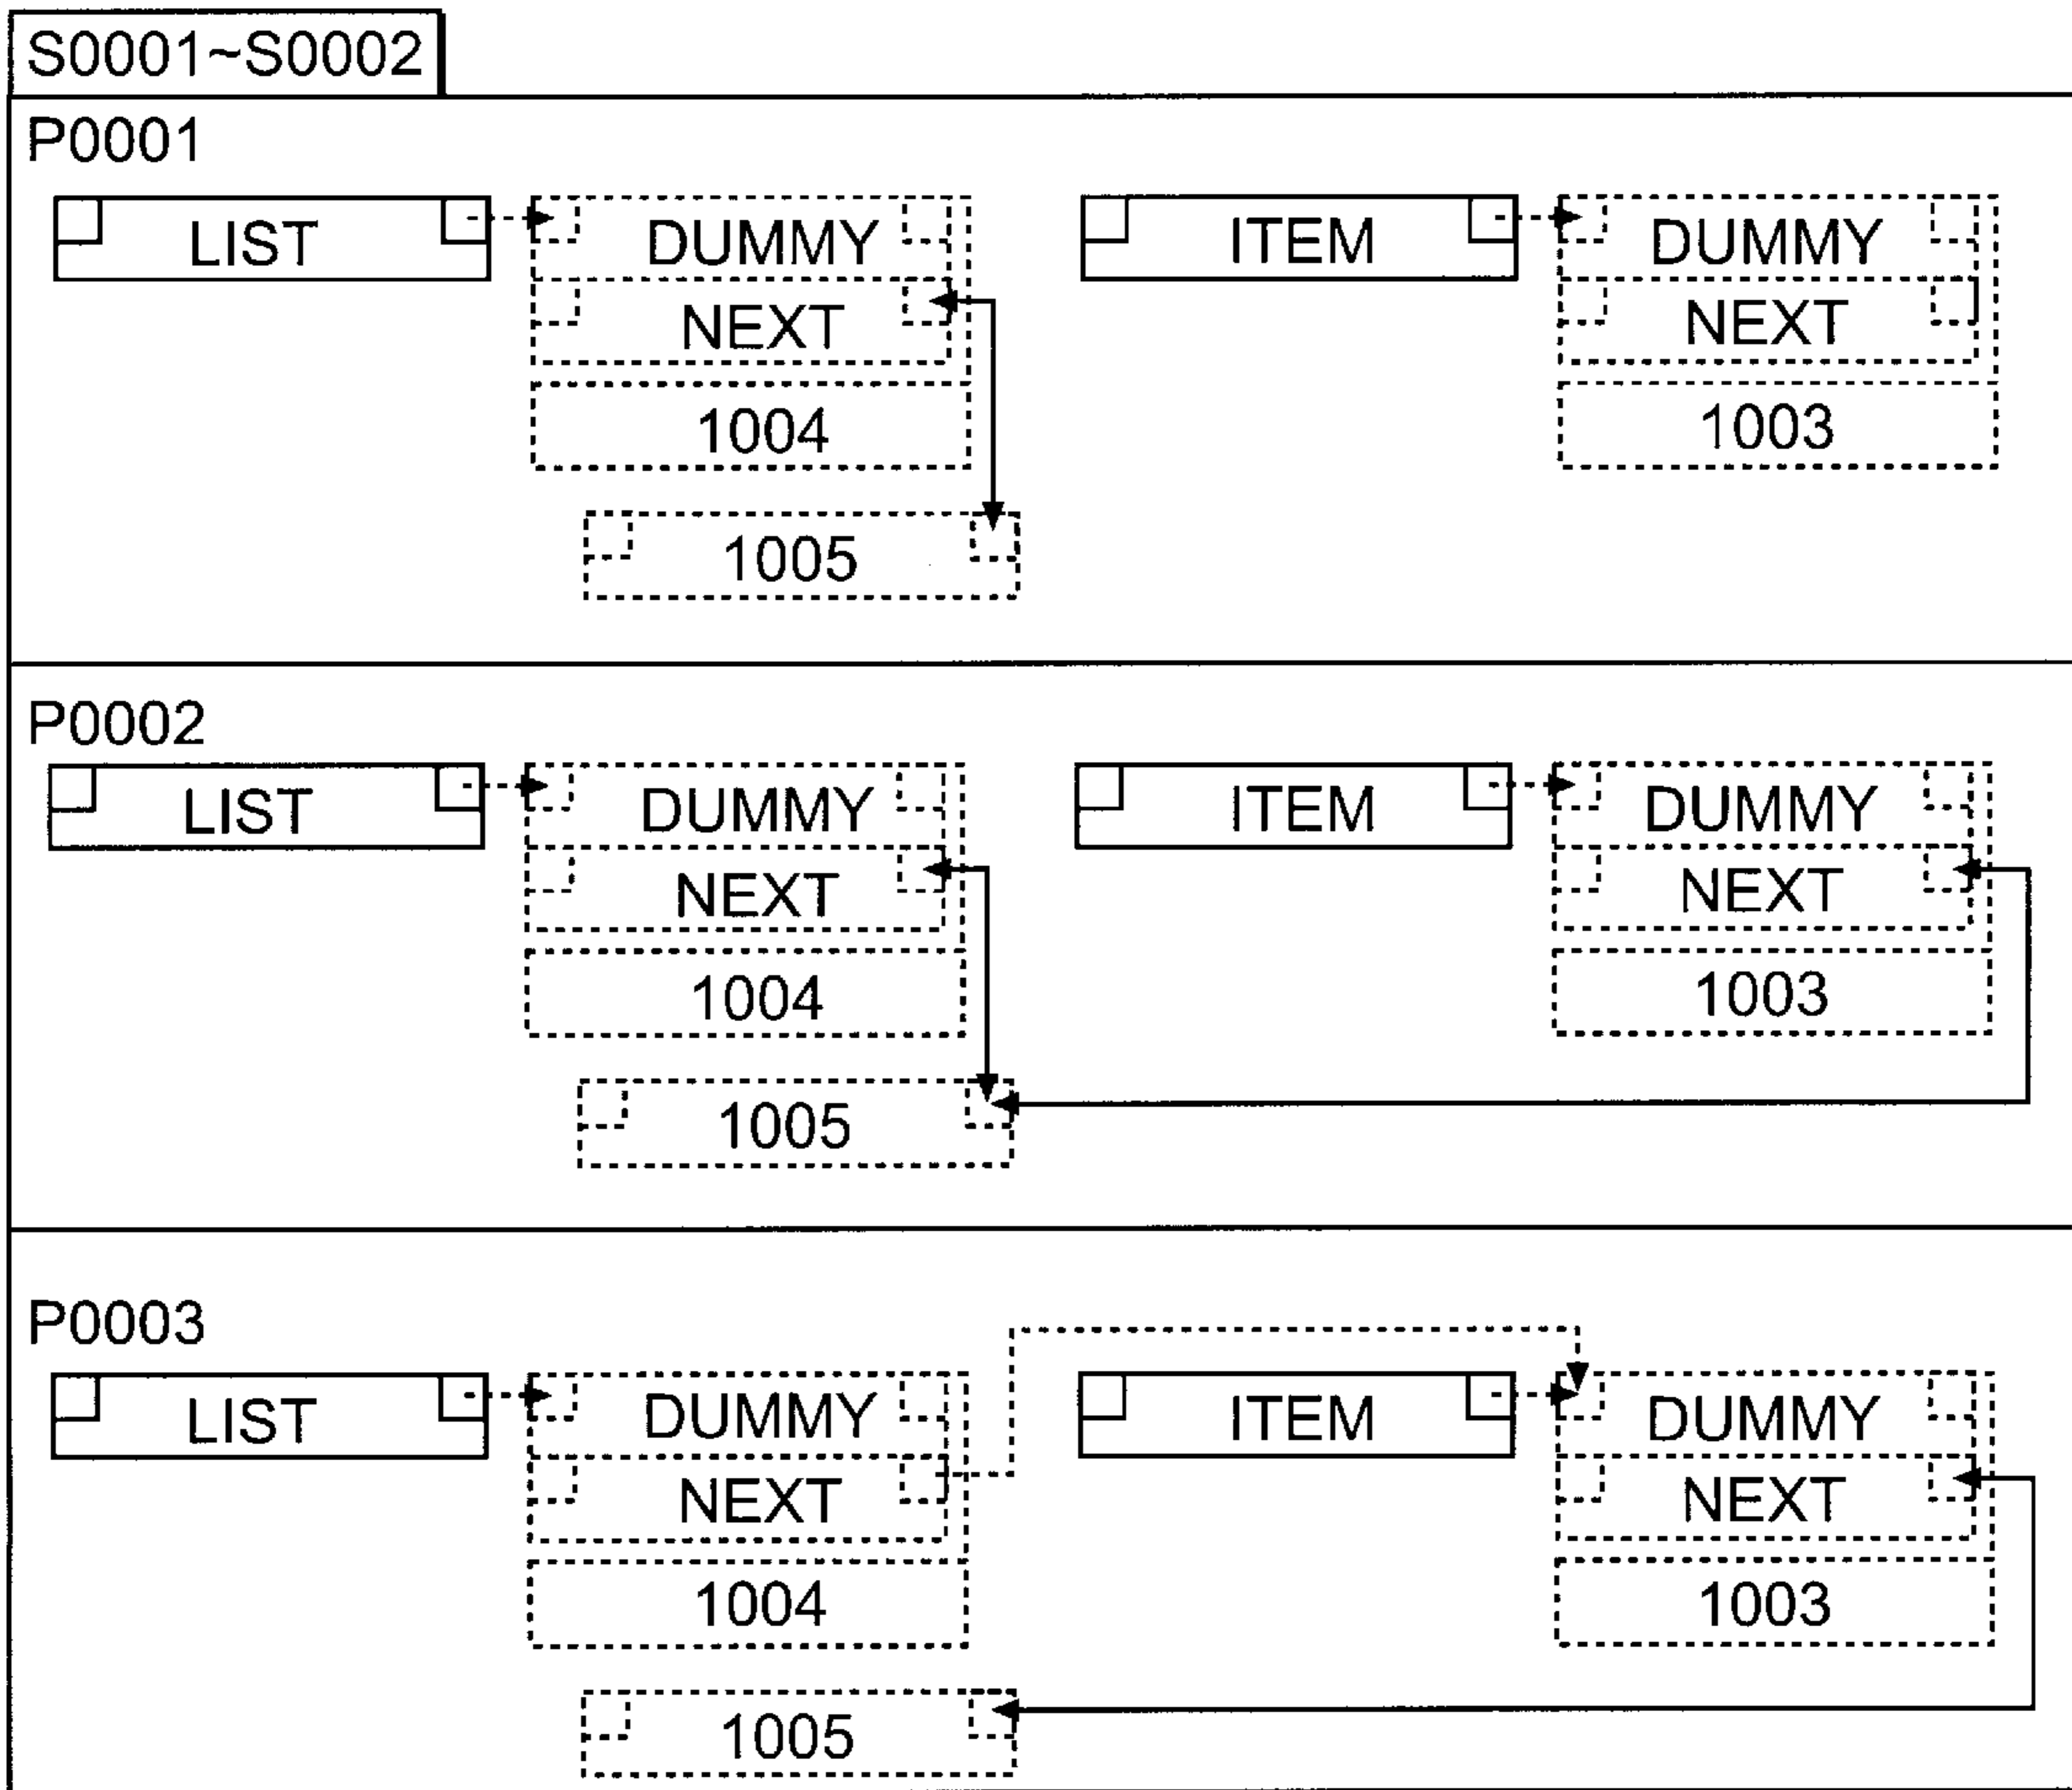 S0001~S0002
P0001
LIST DUMMY ITEM DUMMY
NEXT NEXT
1004 1003
1005
P0002
LIST DUMMY ITEM DUMMY
NEXT NEXT
1004 1003
1005
P0003
LIST DUMMY ITEM DUMMY
NEXT NEXT
1004 1003
1005